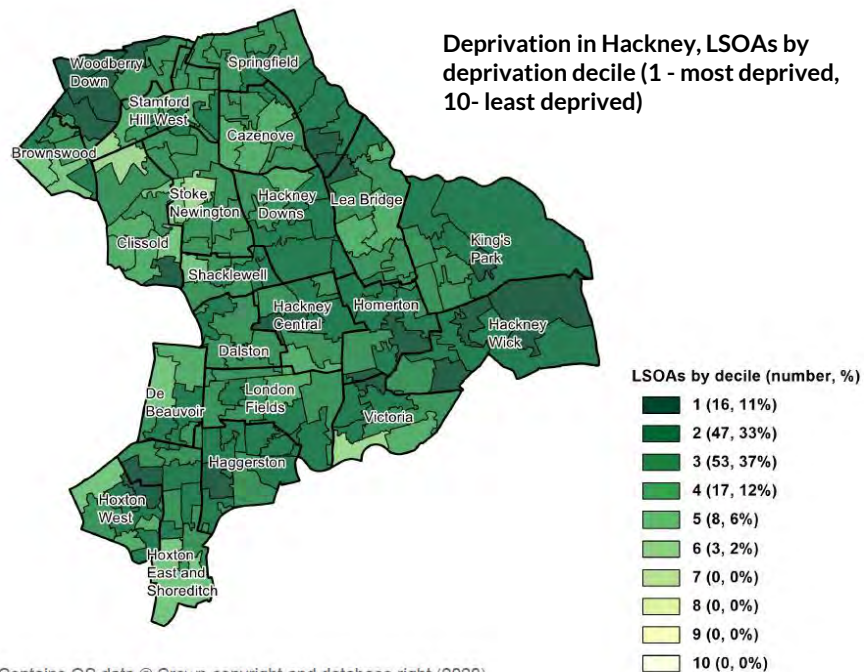 Deprivation in Hackney, LSOAs by
deprivation decile (1 - most deprived,
10- least deprived)
Woodberry
Down
Springfield
Stamford
Hill West
Cazenove
Brownswood
Stoke
Newington
Hackney
Downs
Lea Bridge
Clissold
King's
Park
Shacklewell
Hackney
Central
Homerton
Hackney
Wick
Dalston
De
Beauvoir
London
Fields
Victoria
Haggerston
Hoxton
West
Hoxton
East and
Shoreditch
LSOAs by decile (number, %)
1 (16, 11%)
2 (47, 33%)
3 (53, 37%)
4 (17, 12%)
5 (8, 6%)
6 (3, 2%)
7 (0, 0%)
8 (0, 0%)
9 (0, 0%)
10 (0, 0%)